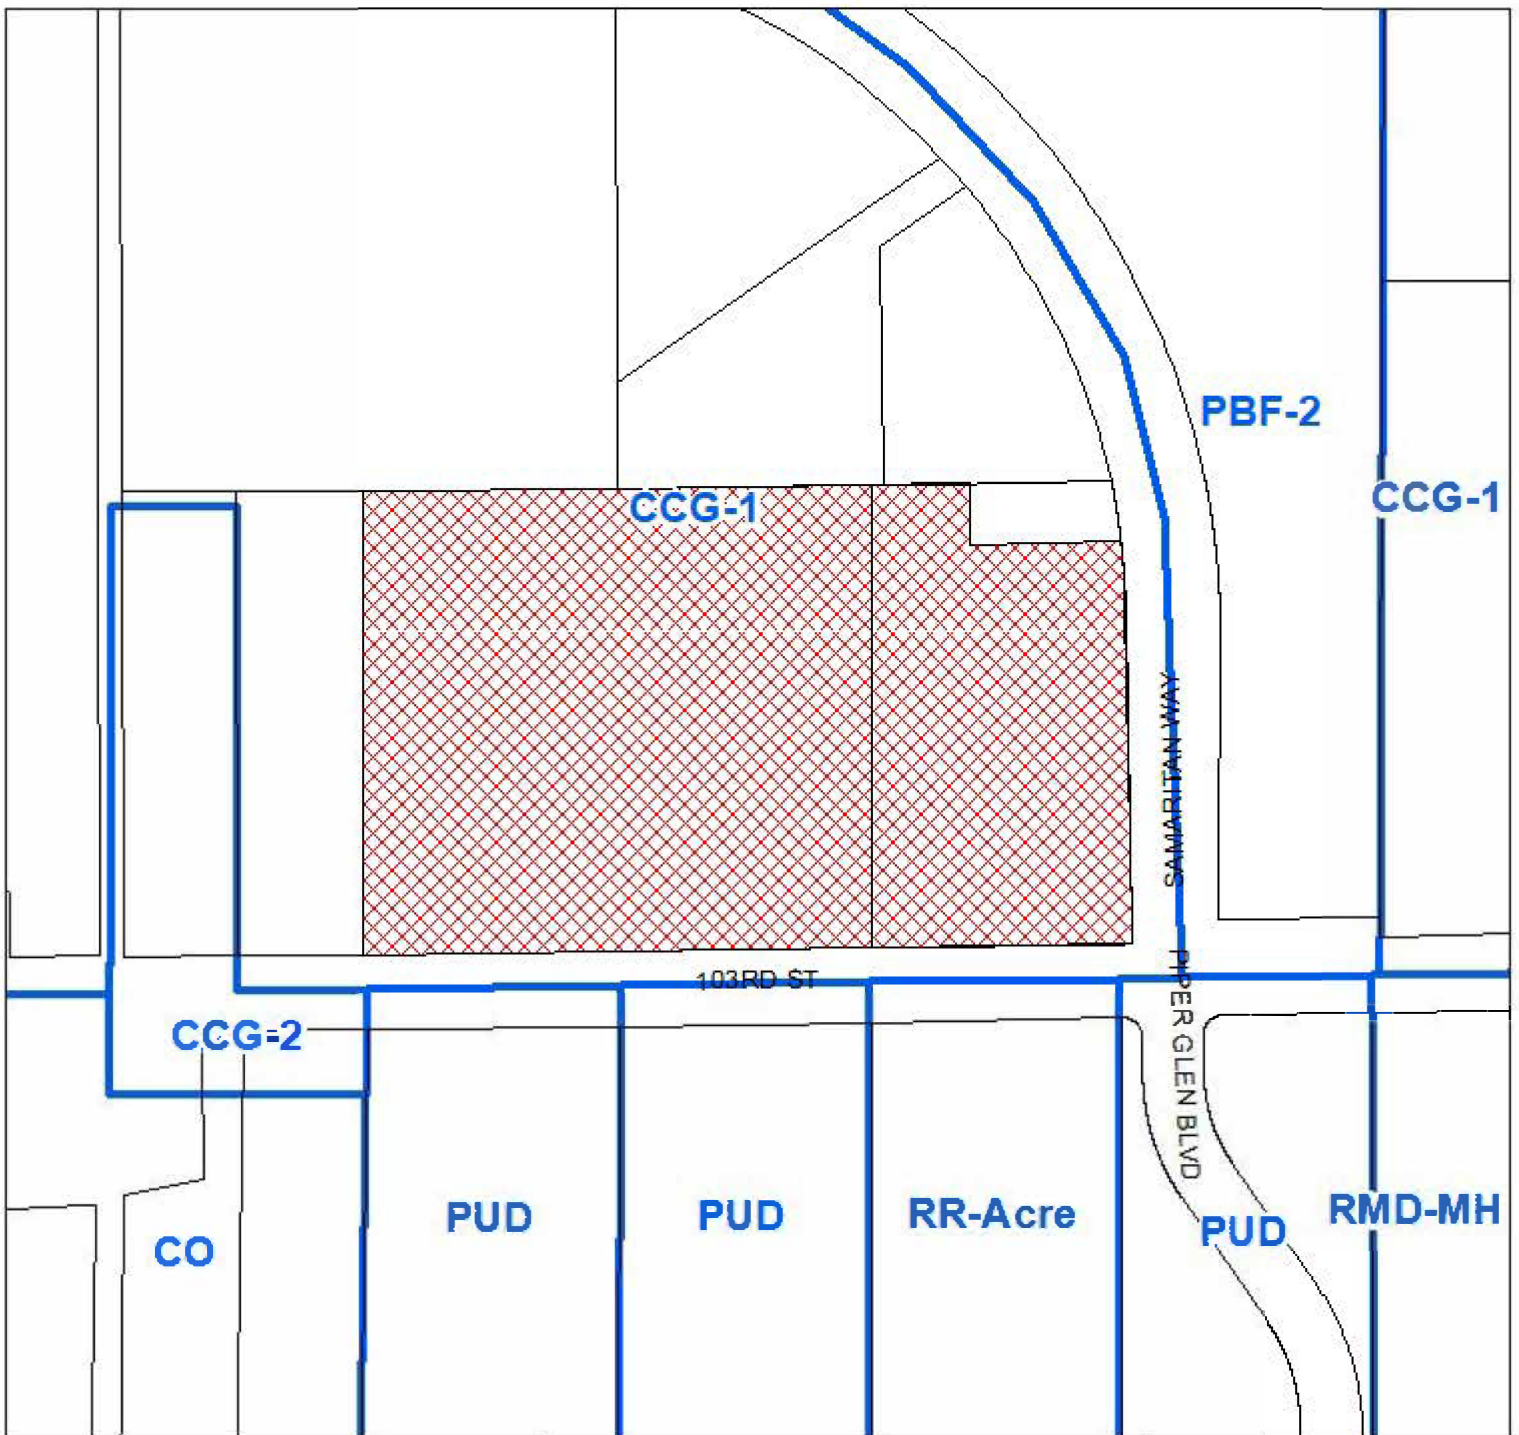 PBF-2
CCG-1
CCG-1
SAMARITAN WAY
103RD ST
PIPER GLEN BLVD
CCG-2
PUD
PUD
RR-Acre
PUD
RMD-MH
CO